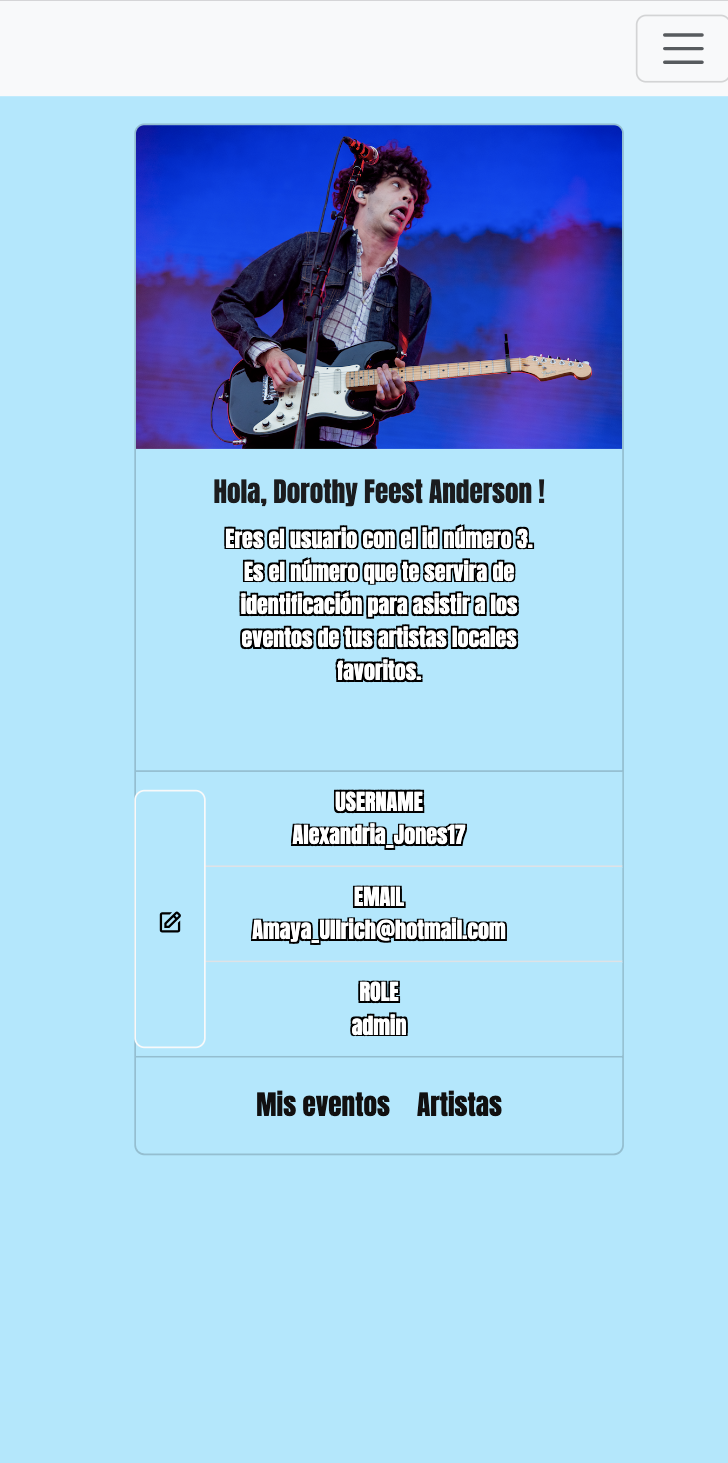 Hola, Dorothy Feest Anderson !
Eres el usuario con el id número 3.
Es el número que te servira de
identificación para asistir a los
eventos de tus artistas locales
favoritos.
USERNAME
Alexandria_Jones17
EMAIL
Amaya_Ullrich@hotmail.com
ROLE
admin
Mis eventos Artistas